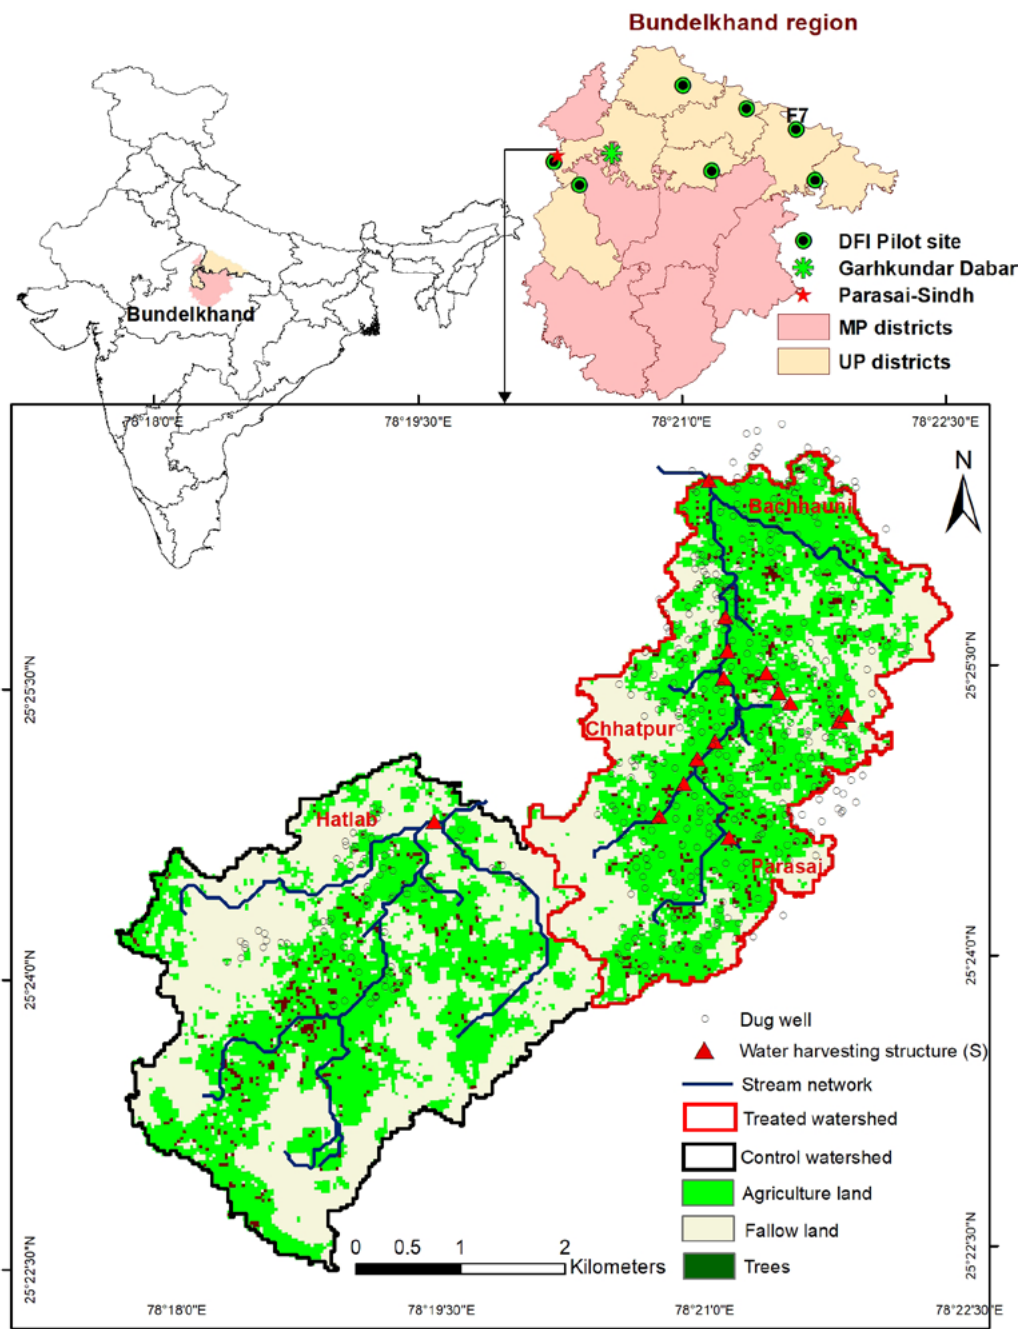 Bundelkhand region
F7
Bundelkhand
DFI Pilot site
Garhkundar Dabar
Parasai-Sindh
MP districts
UP districts
78°18'0"E
78°19'30"E
78°21'0"E
78°22'30"E
N
Bachhauni
25°25'30"N
25°23'30"N
Chhatpur
Hatlab
Parasai
25°24'0"N
25°24'0"N
Dug well
Water harvesting structure (S)
Stream network
Treated watershed
Control watershed
Agriculture land
Fallow land
Trees
0 0.5 1 2
Kilometers
25°22'30"N
25°22'30"N
78°18'0"E
78°19'30"E
78°21'0"E
78°22'30"E